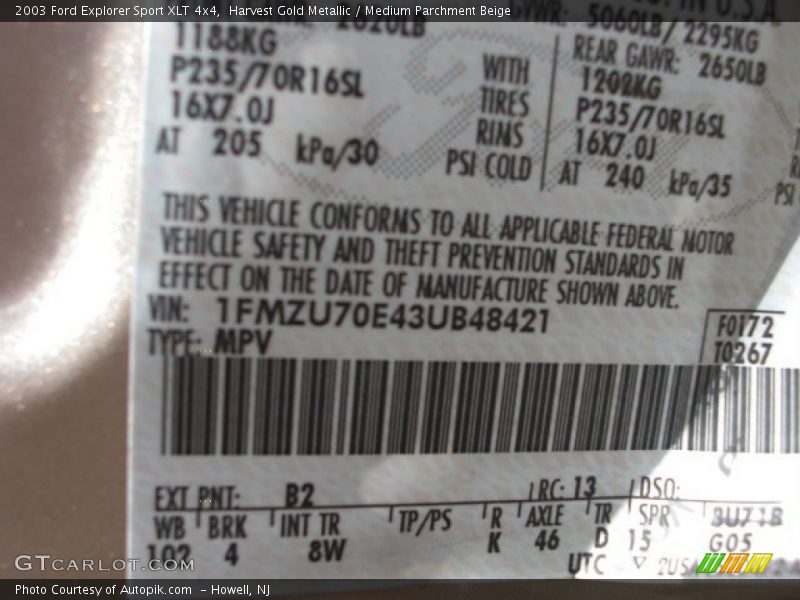 2003 Ford Explorer Sport XLT 4x4, Harvest Gold Metallic / Medium Parchment Beige
5060LB/ 2295KG
1188KG WITH REAR GAWR: 2650LB
P235/70R16SL TIRES 1202KG
16X7.0J RINS P235/70R16SL
AT 205 kPa/30 PSI COLD 16X7.0J
AT 240 kPa/35 PSI
THIS VEHICLE CONFORMS TO ALL APPLICABLE FEDERAL MOTOR
VEHICLE SAFETY AND THEFT PREVENTION STANDARDS IN
EFFECT ON THE DATE OF MANUFACTURE SHOWN ABOVE.
VIN: 1FMZU70E43UB48421
F0172
TYPE: MPV T0267
EXT PNT: B2 RC: 13 DSO:
WB BRK INT TR TP/PS R AXLE TR SPR
102 4 8W K 46 D 15 G05
UTC
GTCARLOT.COM
Photo Courtesy of Autopik.com - Howell, NJ